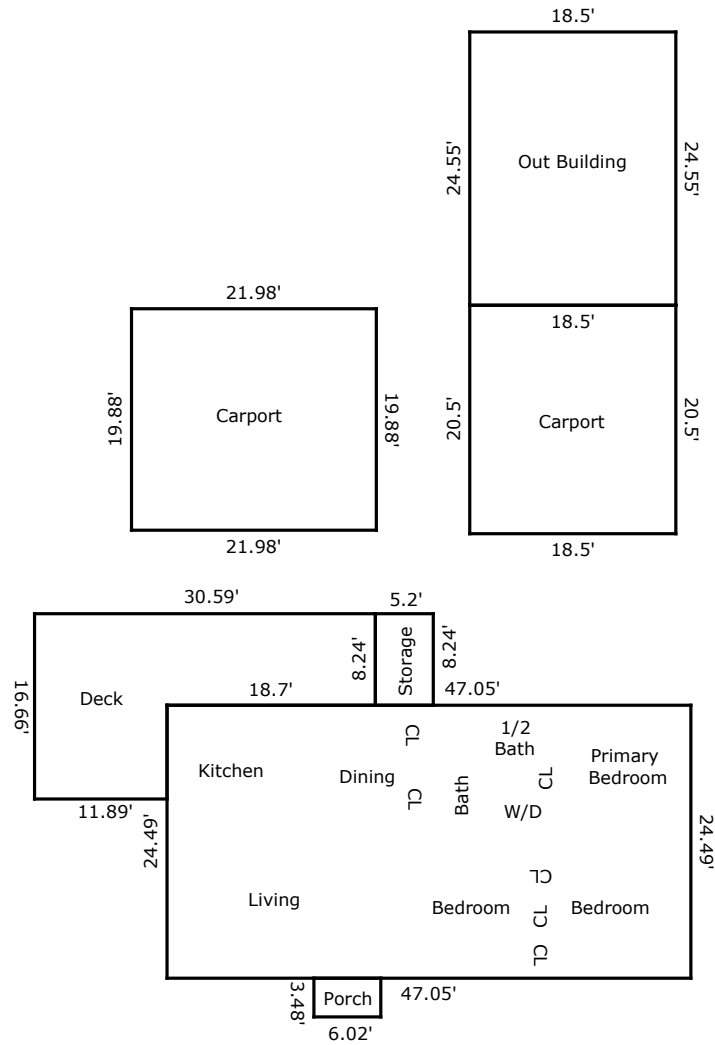 18.5'
24.55'
Out Building
24.55'
21.98'
18.5'
19.88'
Carport
19.88'
20.5'
Carport
20.5'
21.98'
18.5'
30.59'
5.2'
8.24'
Storage
8.24'
16.66'
Deck
18.7'
47.05'
CL
1/2
Bath
Primary
Bedroom
Kitchen
Dining
CL
Bath
CL
W/D
11.89'
24.49'
24.49'
CL
Living
Bedroom
CL
Bedroom
CL
3.48'
Porch
47.05'
6.02'